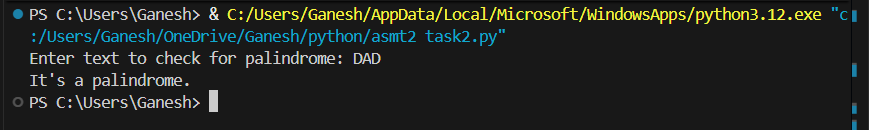 PS C:\Users\Ganesh> & C:/Users/Ganesh/AppData/Local/Microsoft/WindowsApps/python3.12.exe "c
:/Users/Ganesh/OneDrive/Ganesh/python/asmt2 task2.py"
Enter text to check for palindrome: DAD
It's a palindrome.
PS C:\Users\Ganesh>